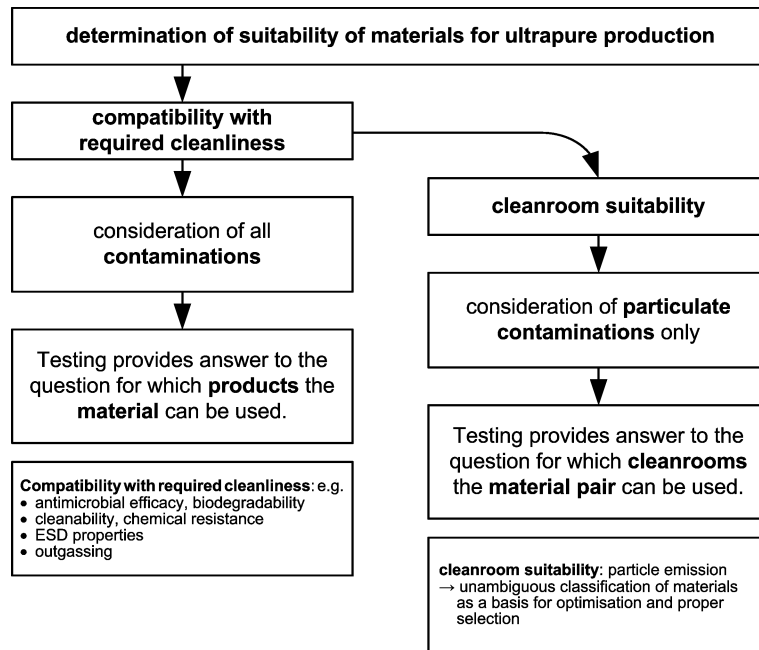 determination of suitability of materials for ultrapure production
compatibility with
required cleanliness
consideration of all
contaminations
Testing provides answer to the
question for which products the
material can be used.
Compatibility with required cleanliness: e.g.
• antimicrobial efficacy, biodegradability
• cleanability, chemical resistance
• ESD properties
• outgassing
cleanroom suitability
consideration of particulate
contaminations only
Testing provides answer to the
question for which cleanrooms
the material pair can be used.
cleanroom suitability: particle emission
→ unambiguous classification of materials
as a basis for optimisation and proper
selection